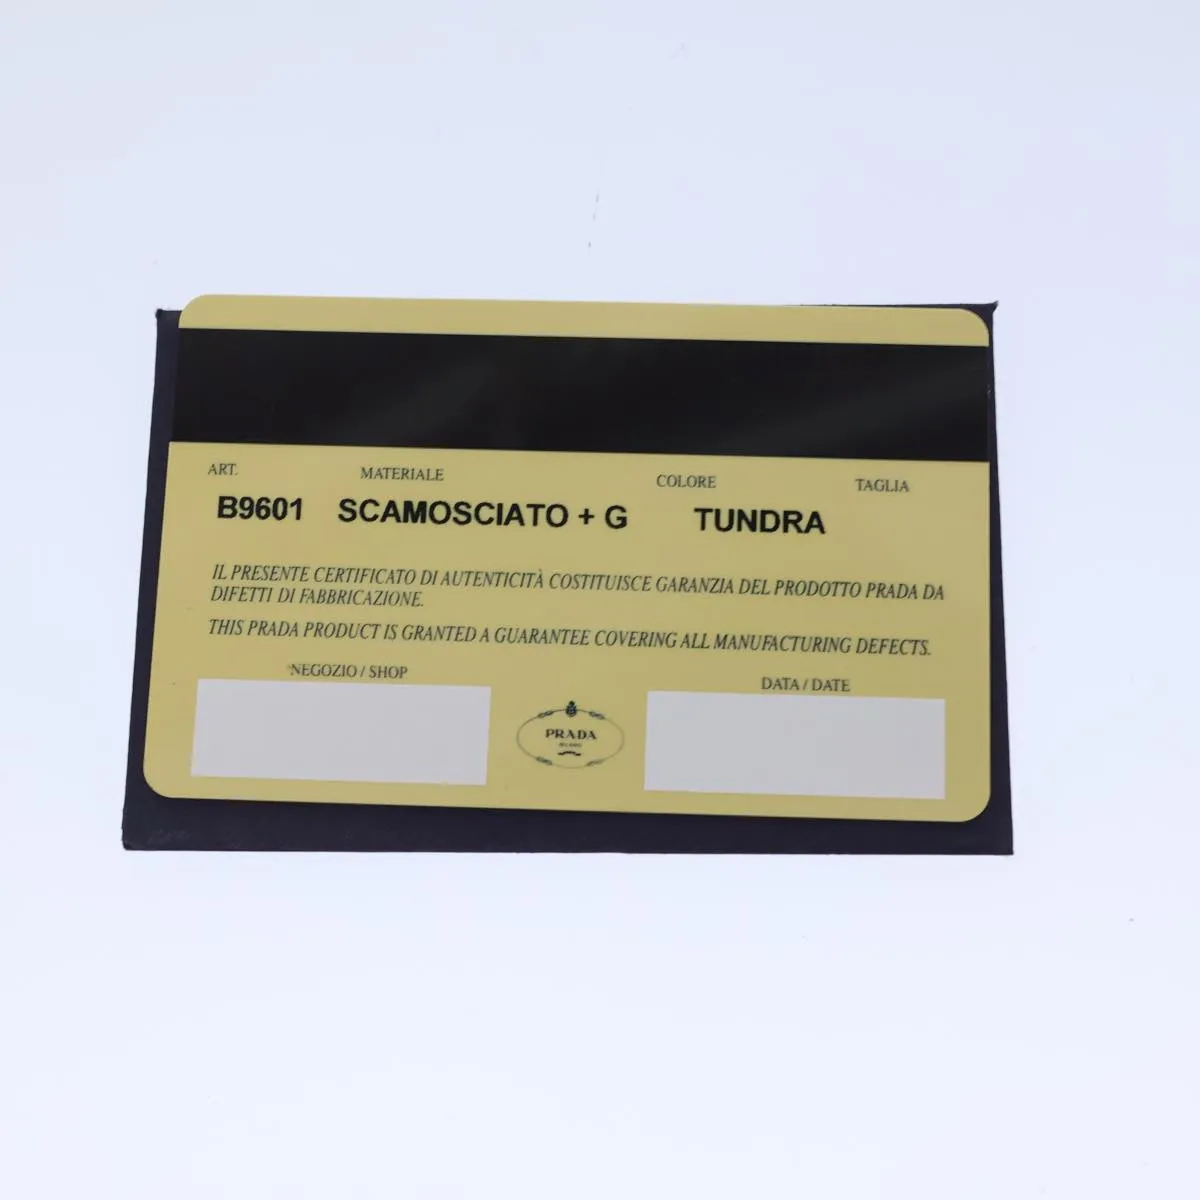 ART. MATERIALE COLORE TAGLIA
B9601 SCAMOSCIATO + G TUNDRA
IL PRESENTE CERTIFICATO DI AUTENTICITÀ COSTITUISCE GARANZIA DEL PRODOTTO PRADA DA
DIFETTI DI FABBRICAZIONE.
THIS PRADA PRODUCT IS GRANTED A GUARANTEE COVERING ALL MANUFACTURING DEFECTS.
NEGOZIO / SHOP DATA / DATE
PRADA
MILANO